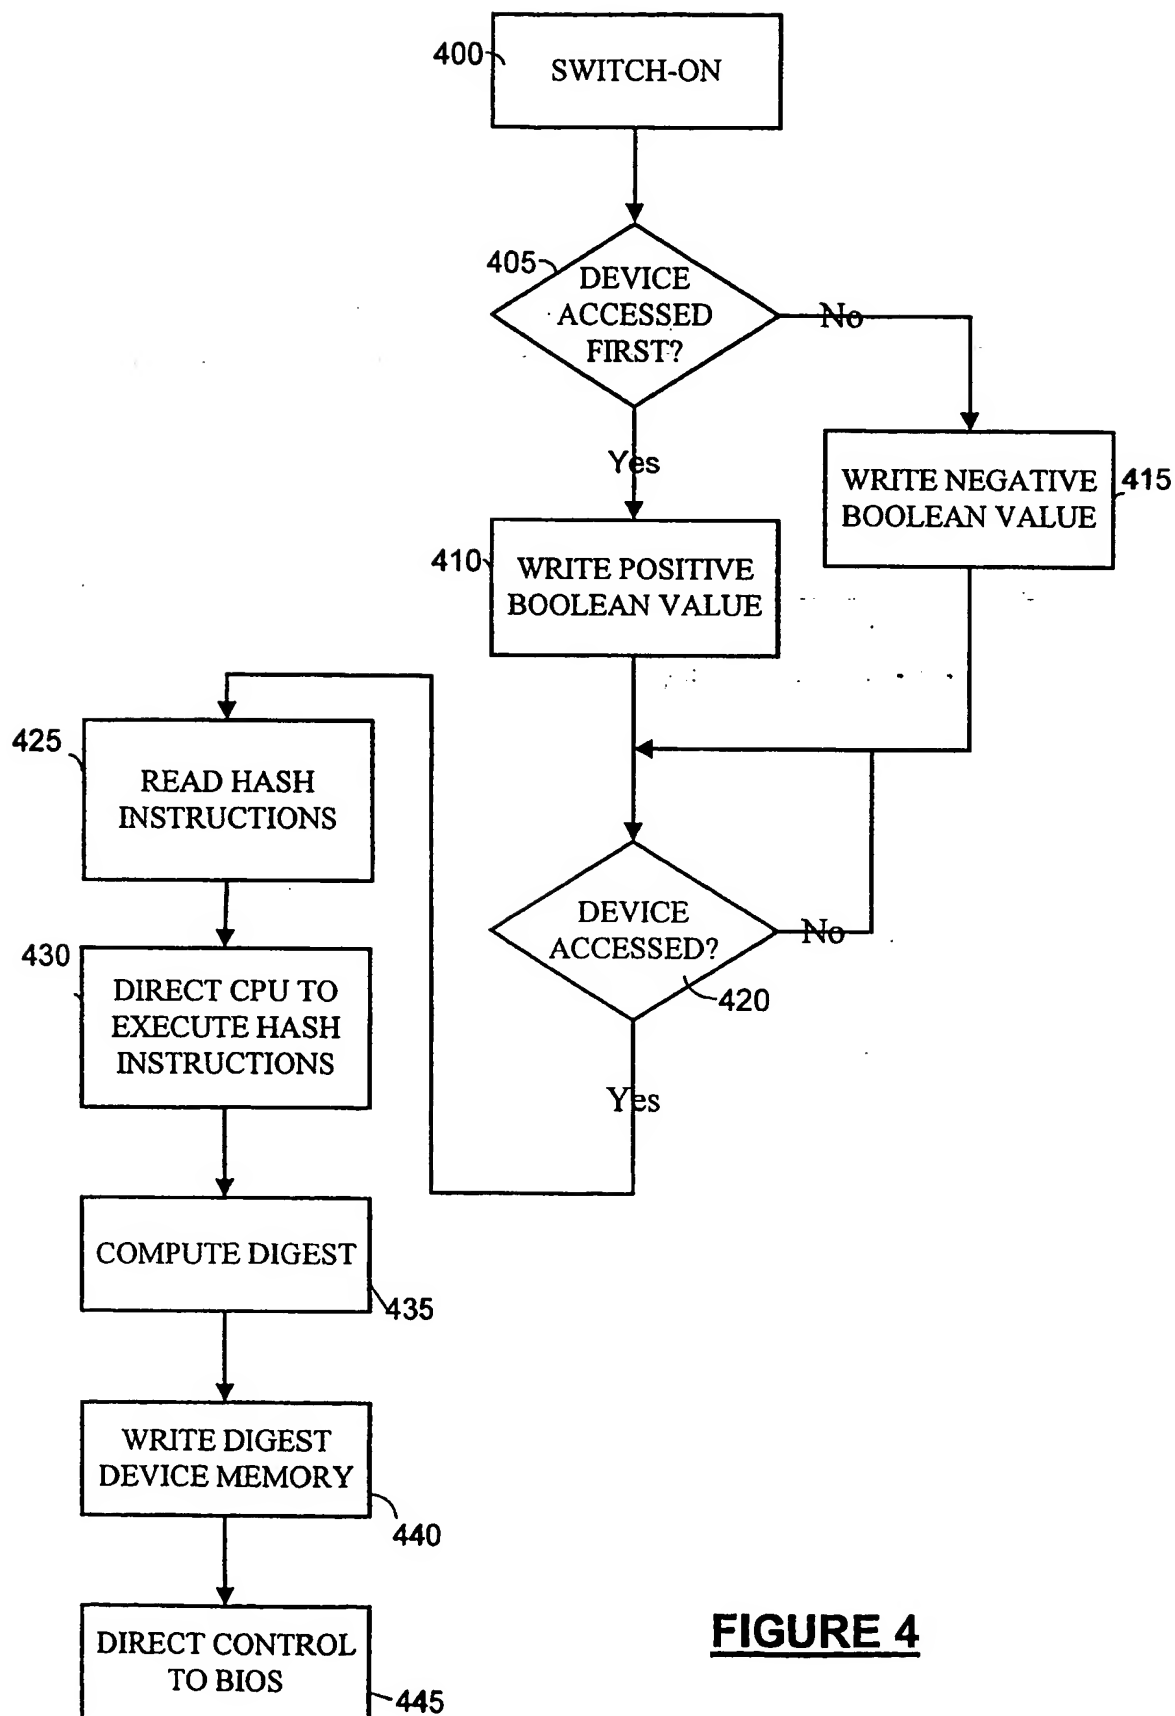 400
SWITCH-ON
405
DEVICE
ACCESSED
FIRST?
No
Yes
WRITE NEGATIVE
BOOLEAN VALUE
415
410
WRITE POSITIVE
BOOLEAN VALUE
DEVICE
ACCESSED?
No
420
Yes
425
READ HASH
INSTRUCTIONS
430
DIRECT CPU TO
EXECUTE HASH
INSTRUCTIONS
COMPUTE DIGEST
435
WRITE DIGEST
DEVICE MEMORY
440
DIRECT CONTROL
TO BIOS
445
FIGURE 4